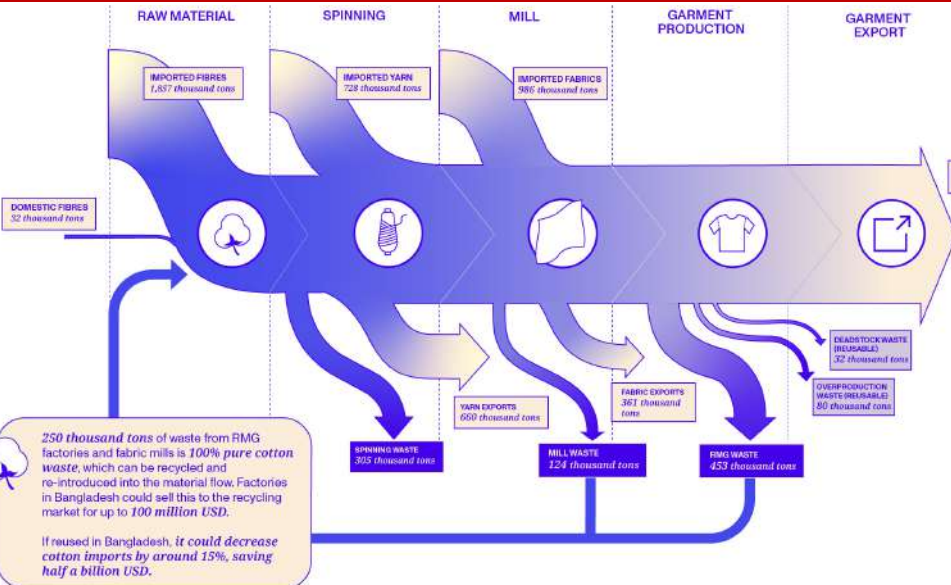 RAW MATERIAL
SPINNING
MILL
GARMENT
PRODUCTION
GARMENT
EXPORT
IMPORTED FIBRES
1,857 thousand tons
IMPORTED YARN
728 thousand tons
IMPORTED FABRICS
986 thousand tons
DOMESTIC FIBRES
32 thousand tons
DEADSTOCK WASTE
(REUSABLE)
32 thousand tons
OVERPRODUCTION
WASTE (REUSABLE)
80 thousand tons
YARN EXPORTS
660 thousand tons
FABRIC EXPORTS
361 thousand
tons
SPINNING WASTE
305 thousand tons
MILL WASTE
124 thousand tons
RMG WASTE
453 thousand tons
250 thousand tons of waste from RMG
factories and fabric mills is 100% pure cotton
waste, which can be recycled and
re-introduced into the material flow. Factories
in Bangladesh could sell this to the recycling
market for up to 100 million USD.
If reused in Bangladesh, it could decrease
cotton imports by around 15%, saving
half a billion USD.